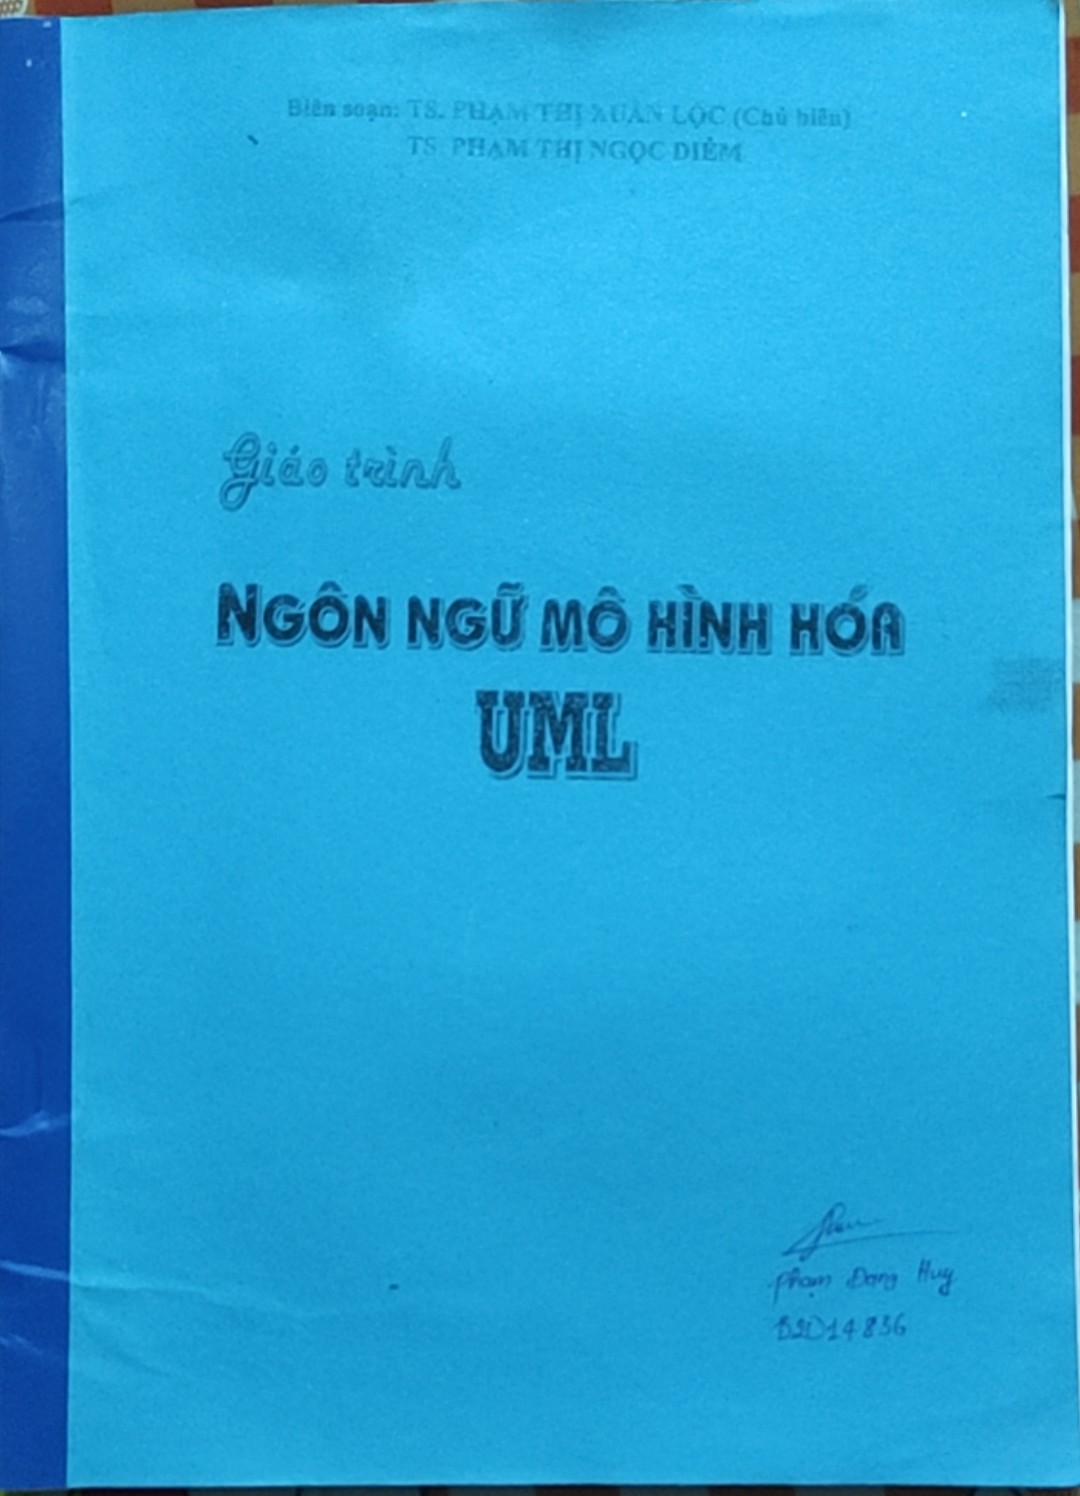 Biên soạn: TS. PHẠM THỊ XUÂN LỘC (Chủ biên)
TS. PHẠM THỊ NGỌC DIỄM
Giáo trình
NGÔN NGỮ MÔ HÌNH HÓA
UML
Phạm Đang Huy
B2014836